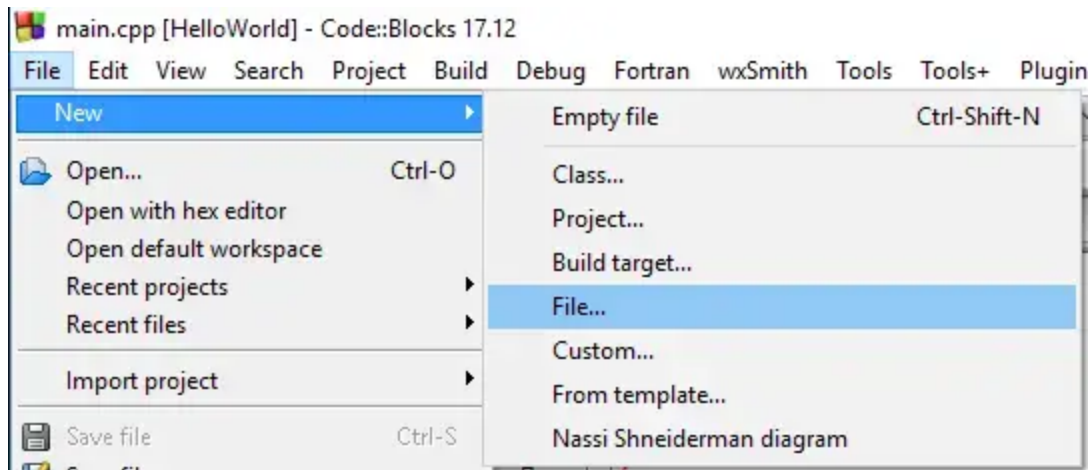 main.cpp [HelloWorld] - Code::Blocks 17.12
File Edit View Search Project Build Debug Fortran wxSmith Tools Tools+ Plugin
New
Empty file Ctrl-Shift-N
Open... Ctrl-O
Class...
Open with hex editor
Project...
Open default workspace
Build target...
Recent projects
File...
Recent files
Custom...
Import project
From template...
Save file Ctrl-S
Nassi Shneiderman diagram